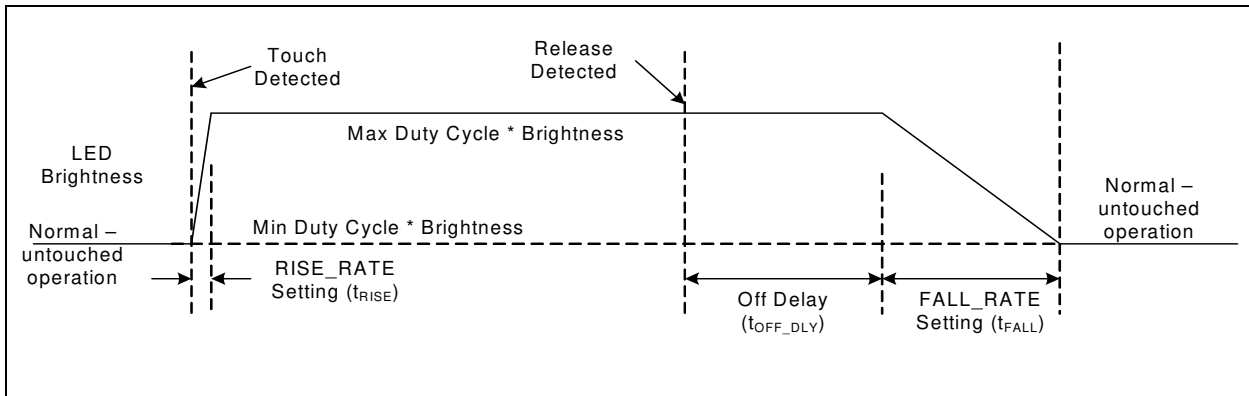 Touch
Detected
Release
Detected
Max Duty Cycle * Brightness
LED
Brightness
Normal –
untouched
operation
Min Duty Cycle * Brightness
Normal –
untouched
operation
RISE_RATE
Setting (tRISE)
Off Delay
(tOFF_DLY)
FALL_RATE
Setting (tFALL)